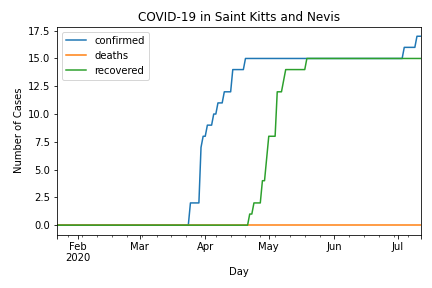 COVID-19 in Saint Kitts and Nevis
confirmed
deaths
recovered
Number of Cases
17.5
15.0
12.5
10.0
7.5
5.0
2.5
0.0
Feb Mar Apr May Jun Jul
2020
Day